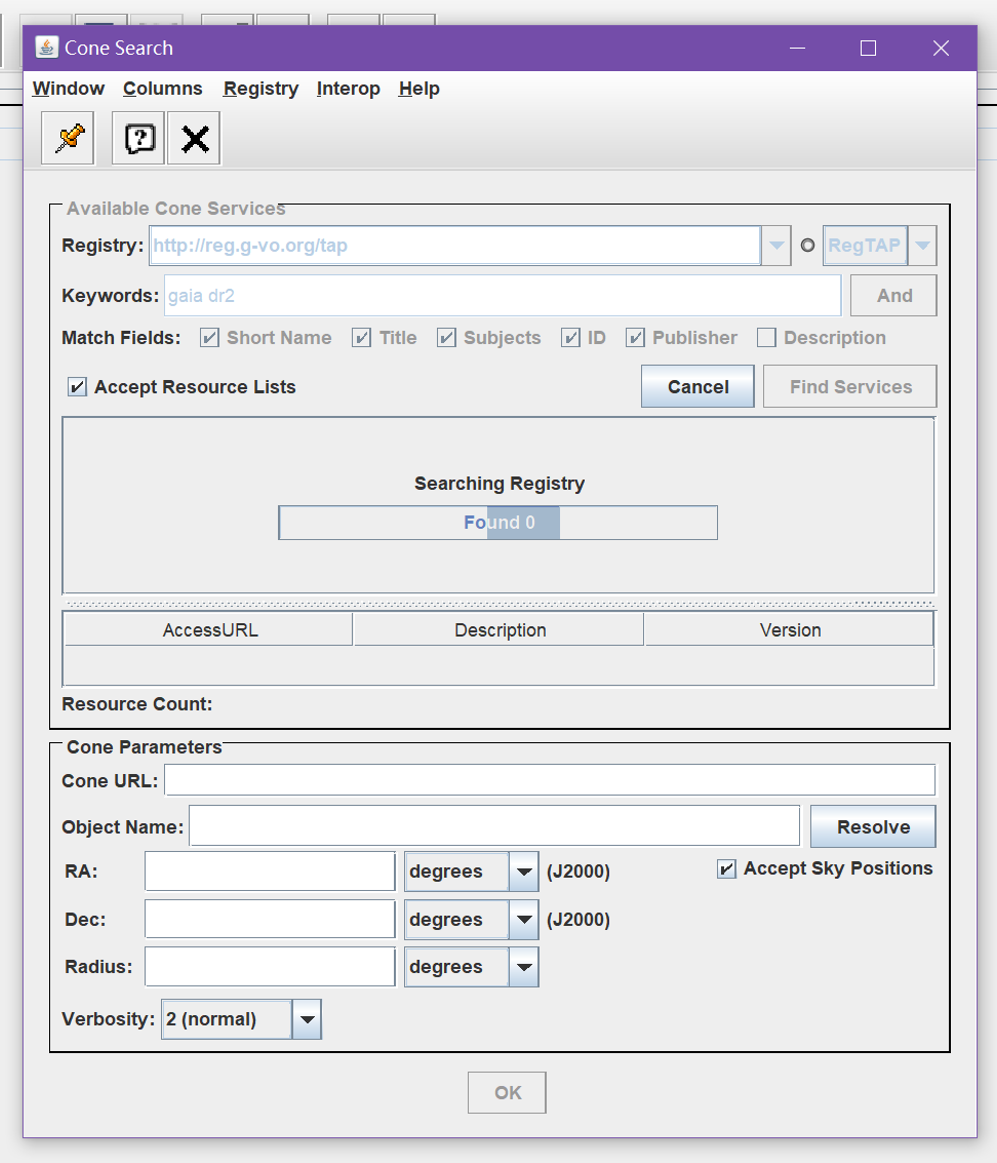 Cone Search
Window Columns Registry Interop Help
Available Cone Services
Registry: http://reg.g-vo.org/tap RegTAP
Keywords: gaia dr2 And
Match Fields: Short Name Title Subjects ID Publisher Description
Accept Resource Lists Cancel Find Services
Searching Registry
Found 0
AccessURL Description Version
Resource Count:
Cone Parameters
Cone URL:
Object Name: Resolve
RA: degrees (J2000) Accept Sky Positions
Dec: degrees (J2000)
Radius: degrees
Verbosity: 2 (normal)
OK